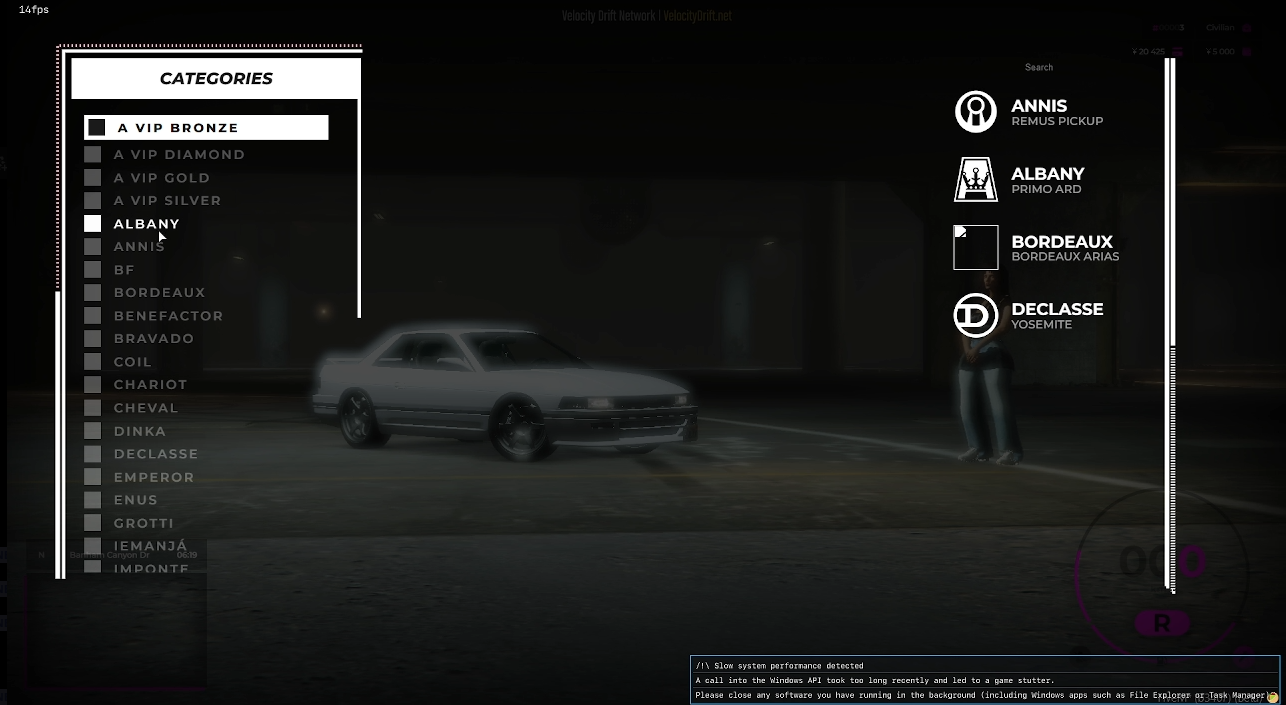 14fps
Velocity Drift Network | VelocityDrift.net
Civilian
¥ 20 425
¥ 5 000
CATEGORIES
Search
A VIP BRONZE
A VIP DIAMOND
A VIP GOLD
A VIP SILVER
ALBANY
ANNIS
BF
BORDEAUX
BENEFACTOR
BRAVADO
COIL
CHARIOT
CHEVAL
DINKA
DECLASSE
EMPEROR
ENUS
GROTTI
IEMANJÁ
IMPONTE
ANNIS
REMUS PICKUP
ALBANY
PRIMO ARD
BORDEAUX
BORDEAUX ARIAS
DECLASSE
YOSEMITE
N
Canyon Dr
06:19
000
R
/!\ Slow system performance detected
A call into the Windows API took too long recently and led to a game stutter.
Please close any software you have running in the background (including Windows apps such as File Explorer or Task Manager)